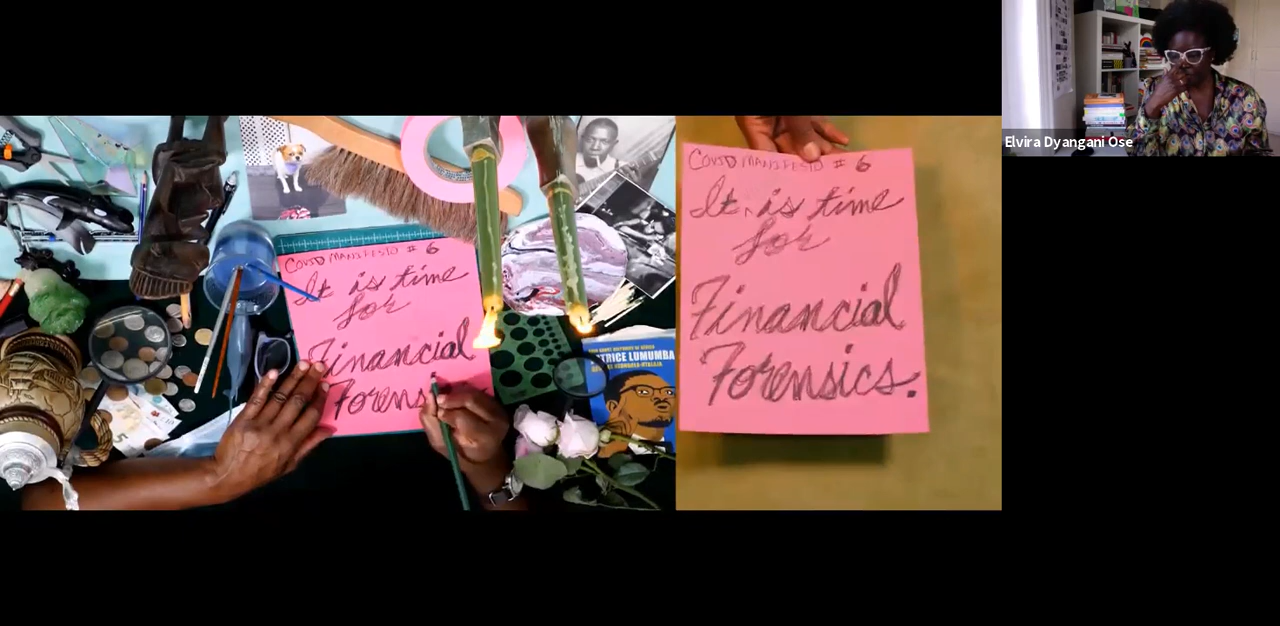 COVID MANIFESTO # 6
It is time
for
Financial
Forens
PATRICE LUMUMBA
COVID MANIFESTO # 6
It is time
for
Financial
Forensics.
Elvira Dyangani Ose